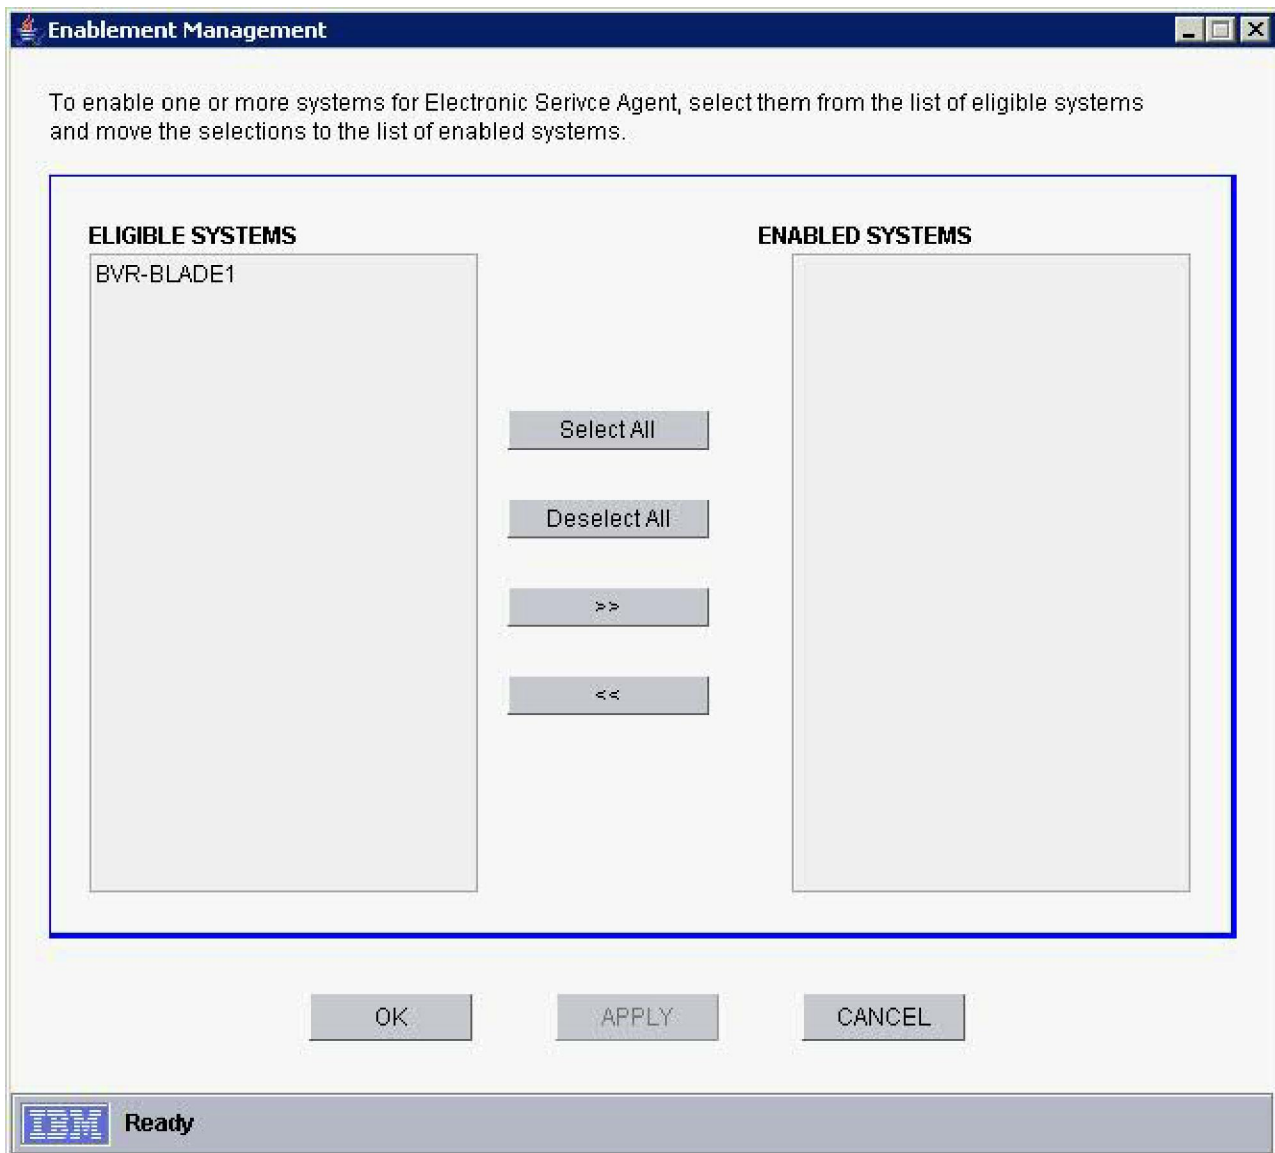 Enablement Management
To enable one or more systems for Electronic Serivce Agent, select them from the list of eligible systems
and move the selections to the list of enabled systems.
ELIGIBLE SYSTEMS
ENABLED SYSTEMS
BVR-BLADE1
Select All
Deselect All
>>
<<
OK
APPLY
CANCEL
IBM
Ready